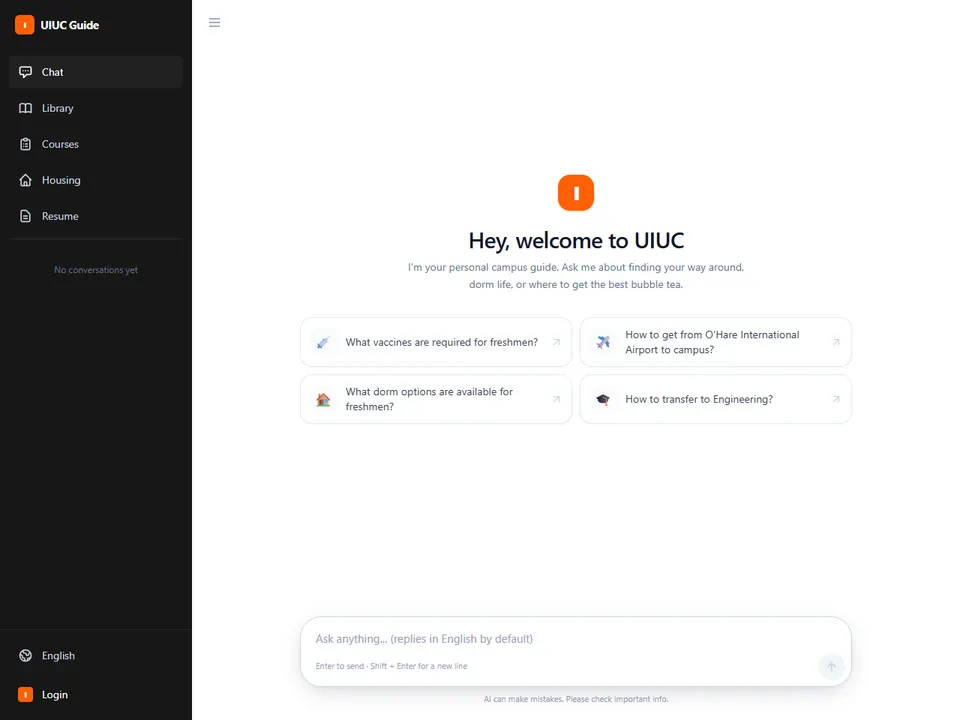 UIUC Guide
Chat
Library
Courses
Housing
Resume
No conversations yet
English
Login
Hey, welcome to UIUC
I'm your personal campus guide. Ask me about finding your way around,
dorm life, or where to get the best bubble tea.
What vaccines are required for freshmen?
How to get from O'Hare International
Airport to campus?
What dorm options are available for
freshmen?
How to transfer to Engineering?
Ask anything... (replies in English by default)
Enter to send · Shift + Enter for a new line
AI can make mistakes. Please check important info.